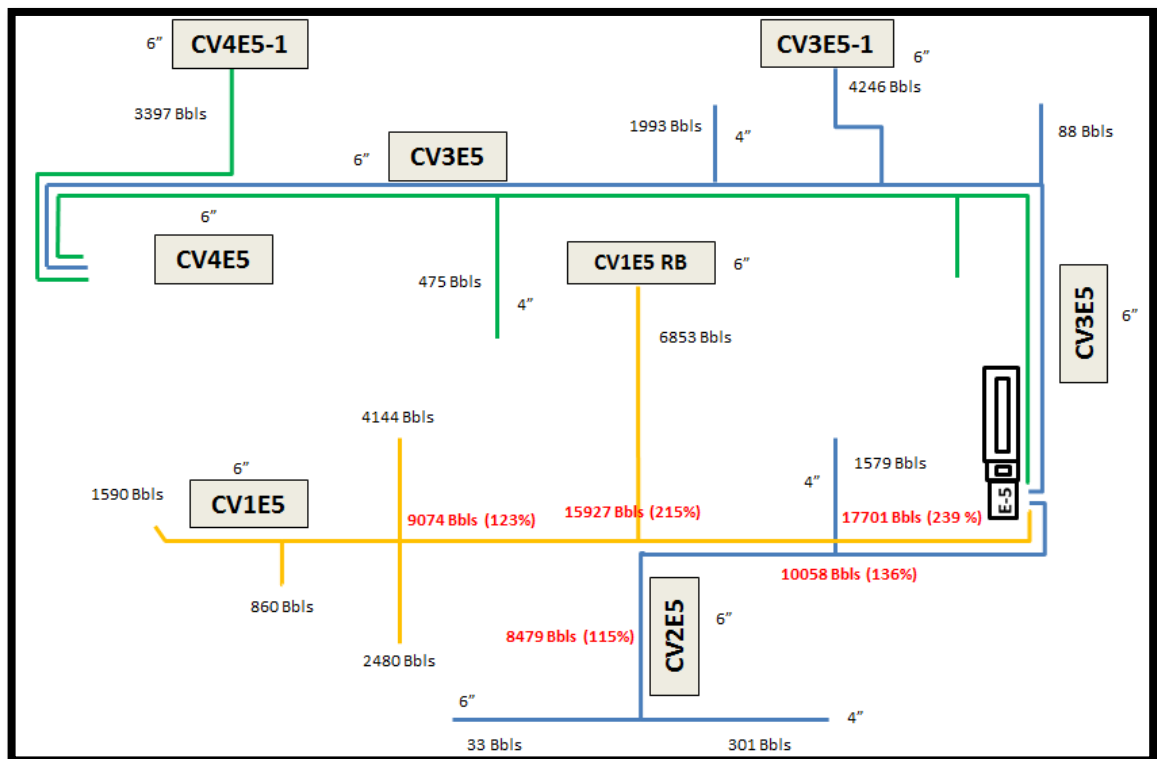 6” CV4E5-1
CV3E5-1 6”
3397 Bbls
4246 Bbls
1993 Bbls 4”
88 Bbls
6” CV3E5
6”
CV4E5
CV1E5 RB 6”
475 Bbls
4”
CV3E5 6”
6853 Bbls
4144 Bbls
1579 Bbls
4”
6”
CV1E5
1590 Bbls
E-5
9074 Bbls (123%)
15927 Bbls (215%)
17701 Bbls (239 %)
10058 Bbls (136%)
860 Bbls
CV2E5 6”
8479 Bbls (115%)
2480 Bbls
6”
4”
33 Bbls
301 Bbls